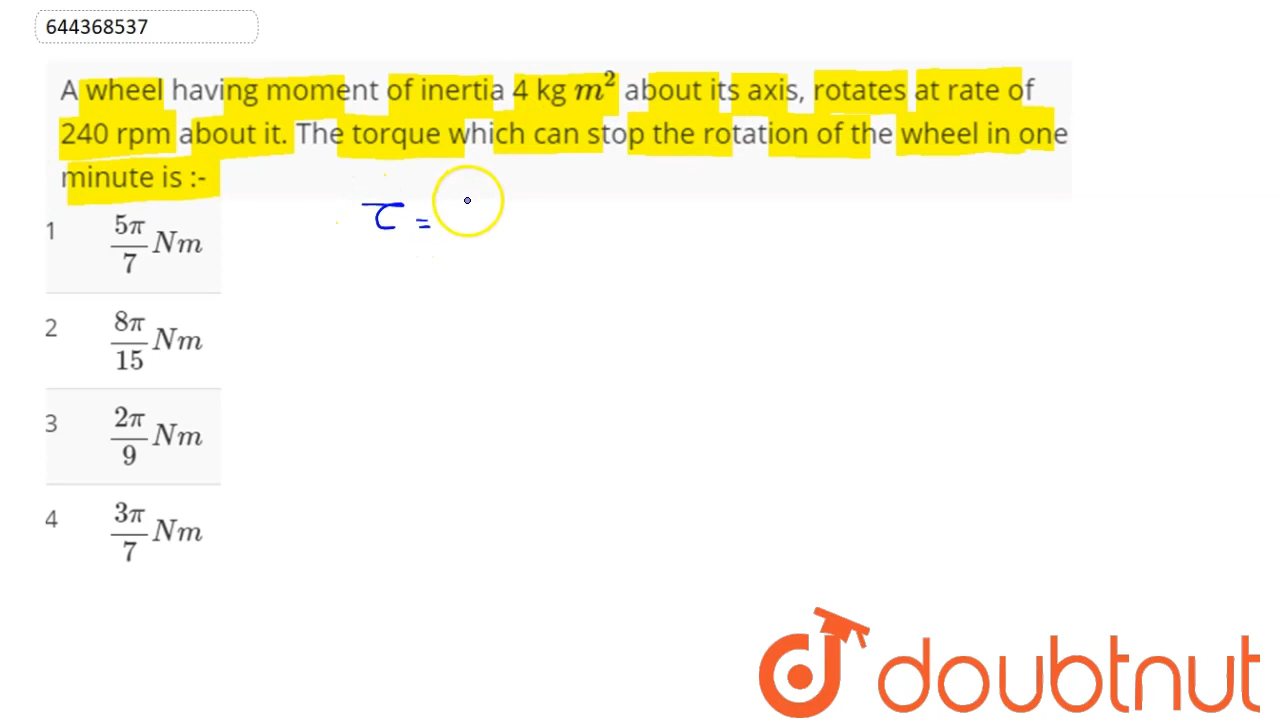 644368537
A wheel having moment of inertia 4 kg m² about its axis, rotates at rate of
240 rpm about it. The torque which can stop the rotation of the wheel in one
minute is :-
τ =
1 5π/7 Nm
2 8π/15 Nm
3 2π/9 Nm
4 3π/7 Nm
doubtnut